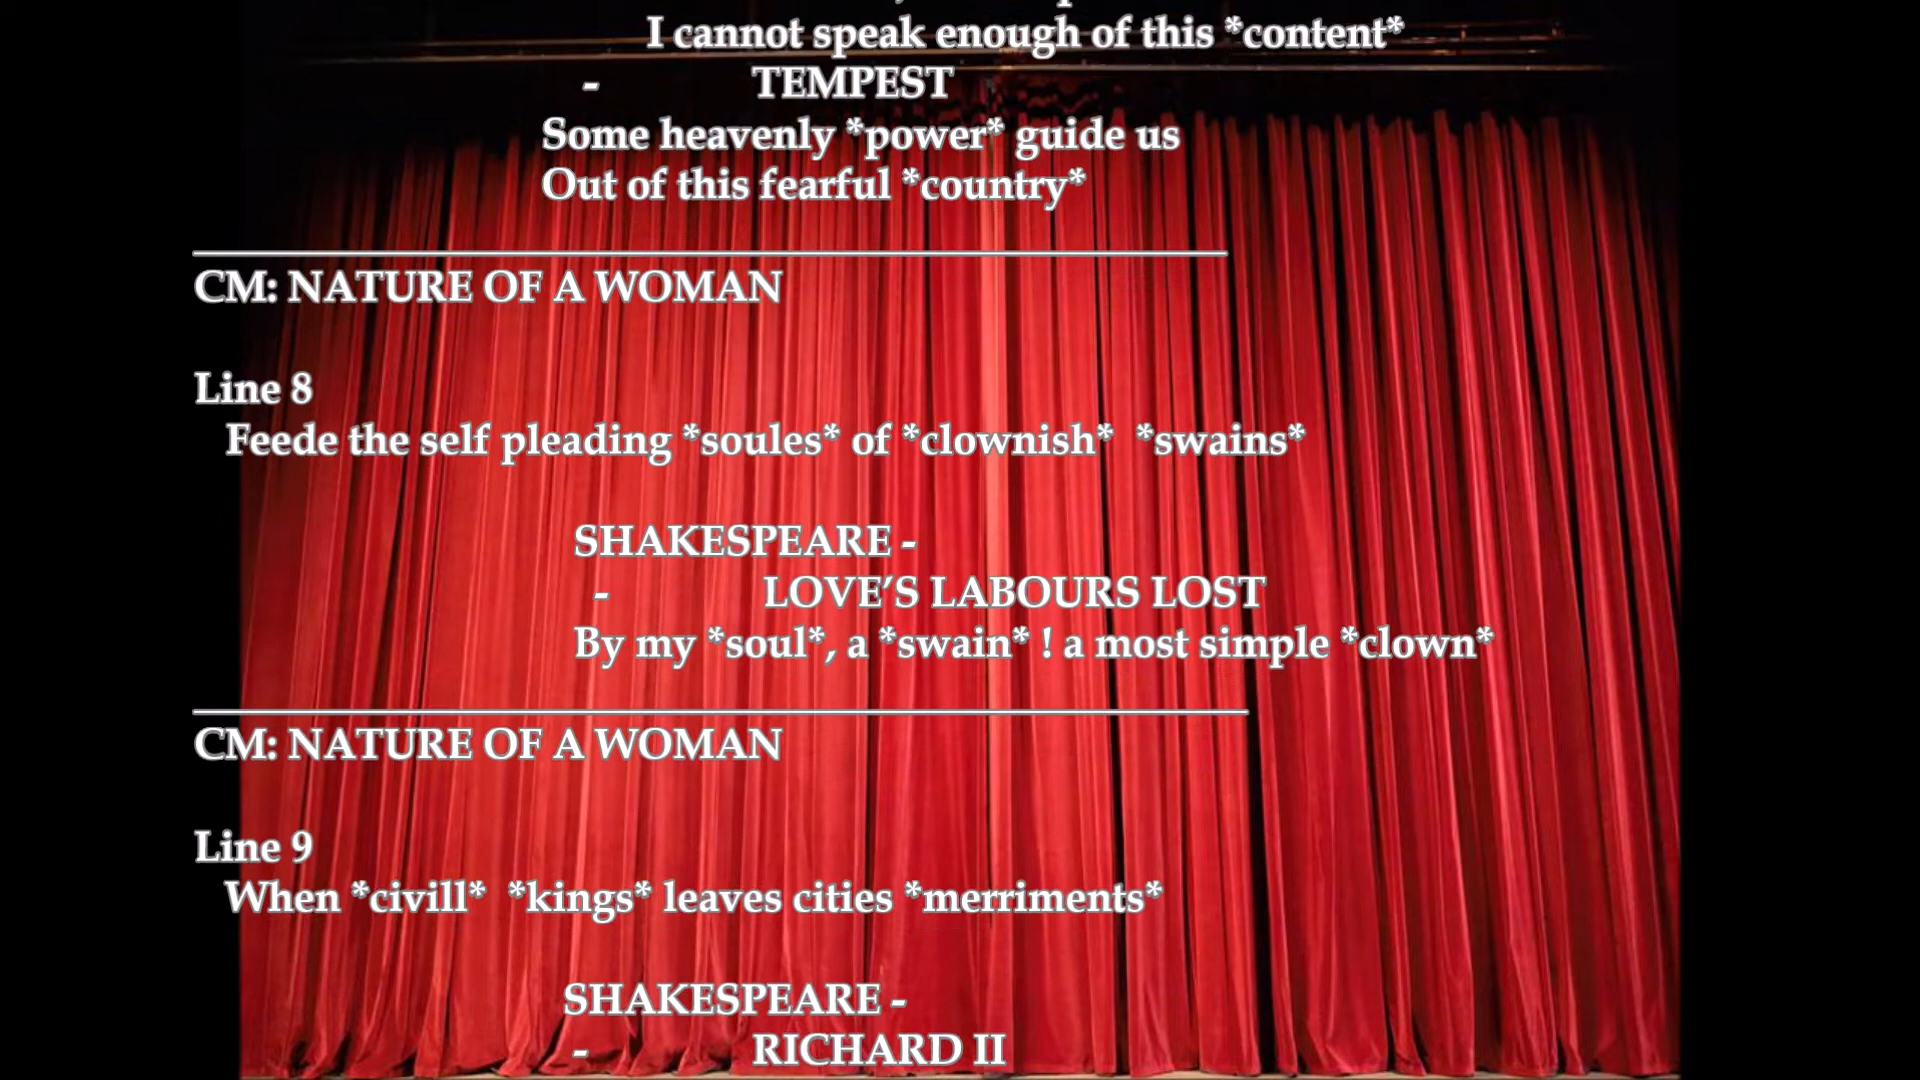 I cannot speak enough of this *content*
- TEMPEST
Some heavenly *power* guide us
Out of this fearful *country*
CM: NATURE OF A WOMAN
Line 8
Feede the self pleading *soules* of *clownish* *swains*
SHAKESPEARE -
- LOVE’S LABOURS LOST
By my *soul*, a *swain* ! a most simple *clown*
CM: NATURE OF A WOMAN
Line 9
When *civill* *kings* leaves cities *merriments*
SHAKESPEARE -
- RICHARD II